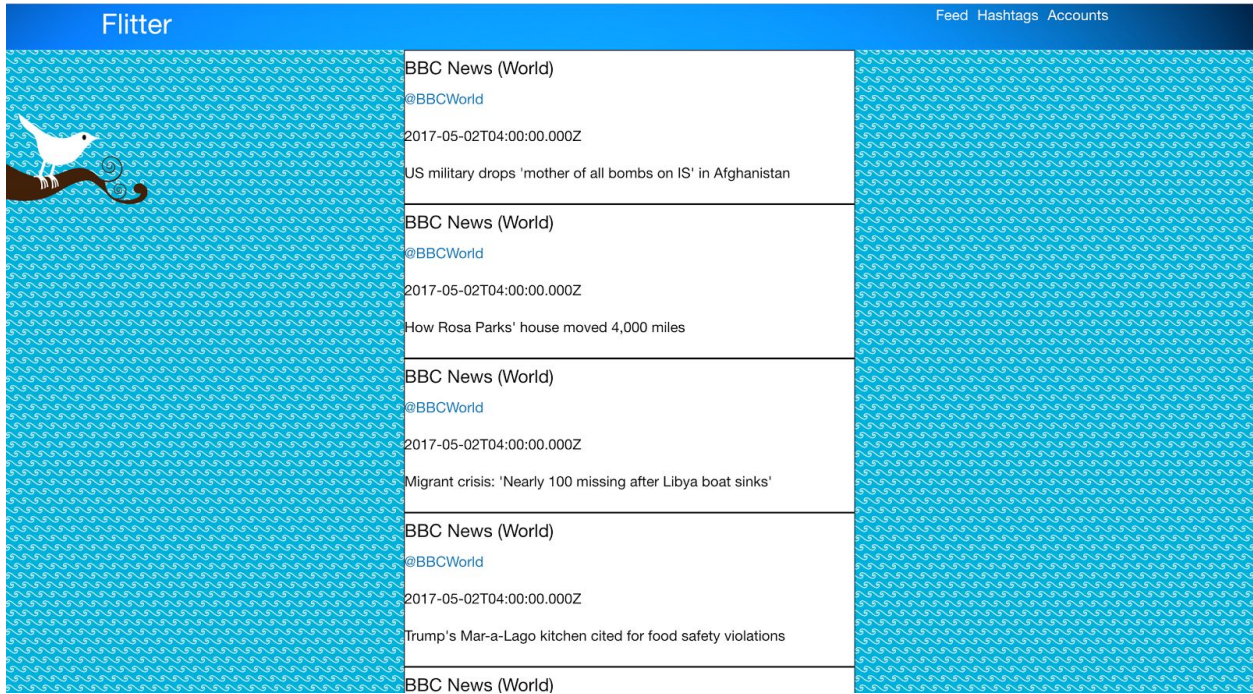 Flitter
Feed Hashtags Accounts
BBC News (World)
@BBCWorld
2017-05-02T04:00:00.000Z
US military drops 'mother of all bombs on IS' in Afghanistan
BBC News (World)
@BBCWorld
2017-05-02T04:00:00.000Z
How Rosa Parks' house moved 4,000 miles
BBC News (World)
@BBCWorld
2017-05-02T04:00:00.000Z
Migrant crisis: 'Nearly 100 missing after Libya boat sinks'
BBC News (World)
@BBCWorld
2017-05-02T04:00:00.000Z
Trump's Mar-a-Lago kitchen cited for food safety violations
BBC News (World)